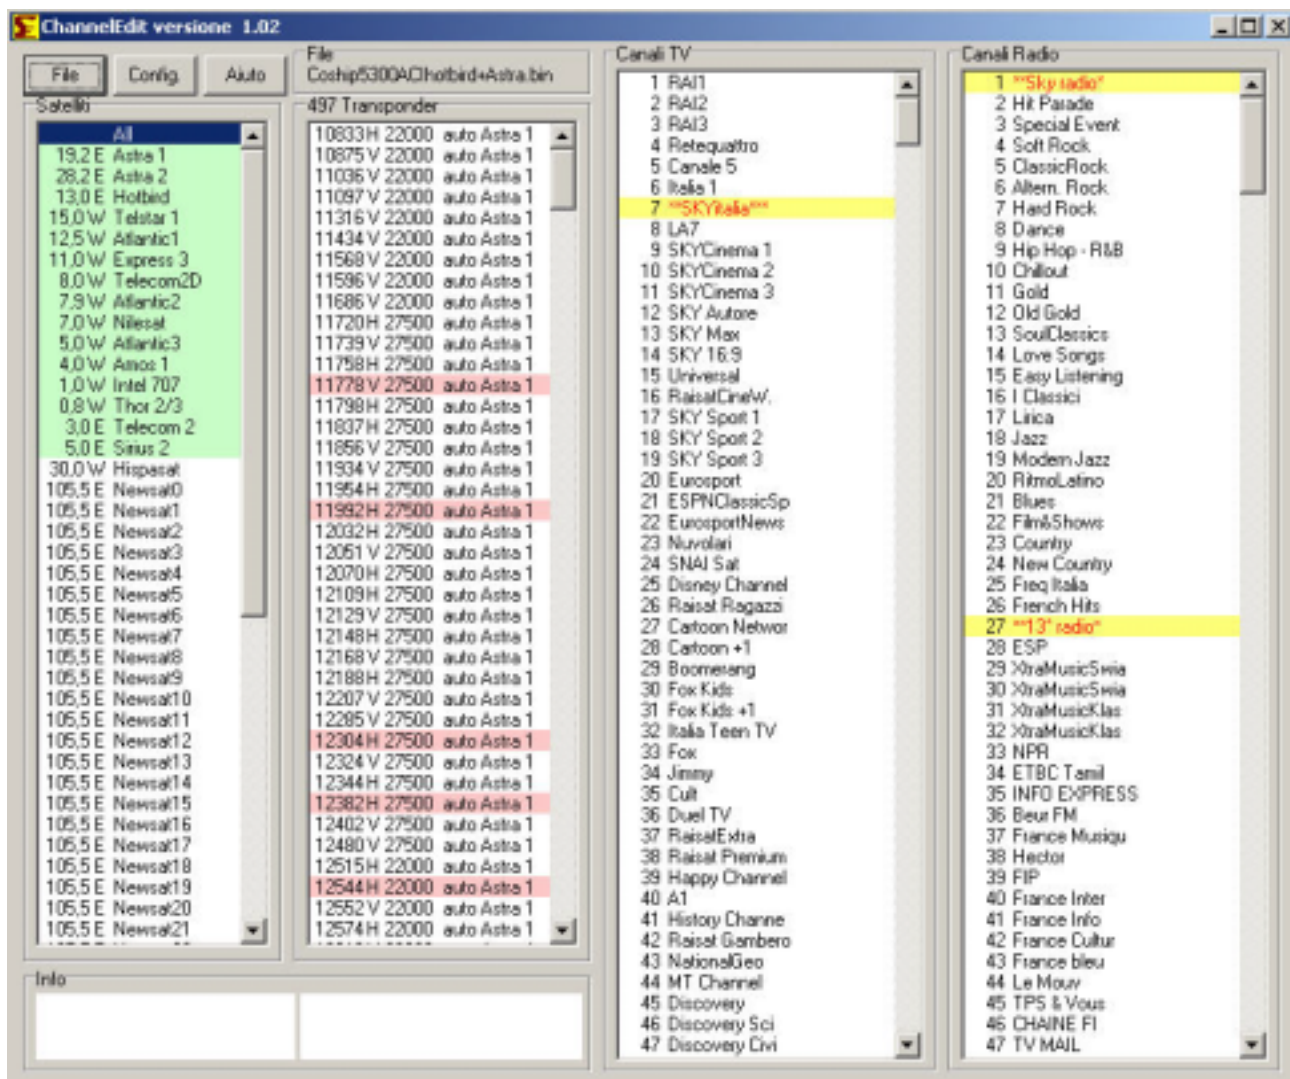 ChannelEdit versione 1.02
File
Config.
Aiuto
File
Coship5300ACIhotbird+Astra.bin
Satelliti
All
19,2 E Astra 1
28,2 E Astra 2
13,0 E Hotbird
15,0 W Telstar 1
12,5 W Atlantic1
11,0 W Express 3
8,0 W Telecom2D
7,9 W Atlantic2
7,0 W Nilesat
5,0 W Atlantic3
4,0 W Amos 1
1,0 W Intel 707
0,8 W Thor 2/3
3,0 E Telecom 2
5,0 E Sirius 2
30,0 W Hispasat
105,5 E Newsat0
105,5 E Newsat1
105,5 E Newsat2
105,5 E Newsat3
105,5 E Newsat4
105,5 E Newsat5
105,5 E Newsat6
105,5 E Newsat7
105,5 E Newsat8
105,5 E Newsat9
105,5 E Newsat10
105,5 E Newsat11
105,5 E Newsat12
105,5 E Newsat13
105,5 E Newsat14
105,5 E Newsat15
105,5 E Newsat16
105,5 E Newsat17
105,5 E Newsat18
105,5 E Newsat19
105,5 E Newsat20
105,5 E Newsat21
497 Transponder
10833 H 22000 auto Astra 1
10875 V 22000 auto Astra 1
11036 V 22000 auto Astra 1
11097 V 22000 auto Astra 1
11316 V 22000 auto Astra 1
11434 V 22000 auto Astra 1
11568 V 22000 auto Astra 1
11596 V 22000 auto Astra 1
11686 V 22000 auto Astra 1
11720 H 27500 auto Astra 1
11739 V 27500 auto Astra 1
11758 H 27500 auto Astra 1
11778 V 27500 auto Astra 1
11798 H 27500 auto Astra 1
11837 H 27500 auto Astra 1
11856 V 27500 auto Astra 1
11934 V 27500 auto Astra 1
11954 H 27500 auto Astra 1
11992 H 27500 auto Astra 1
12032 H 27500 auto Astra 1
12051 V 27500 auto Astra 1
12070 H 27500 auto Astra 1
12109 H 27500 auto Astra 1
12129 V 27500 auto Astra 1
12148 H 27500 auto Astra 1
12168 V 27500 auto Astra 1
12188 H 27500 auto Astra 1
12207 V 27500 auto Astra 1
12285 V 27500 auto Astra 1
12304 H 27500 auto Astra 1
12324 V 27500 auto Astra 1
12344 H 27500 auto Astra 1
12382 H 27500 auto Astra 1
12402 V 27500 auto Astra 1
12480 V 27500 auto Astra 1
12515 H 22000 auto Astra 1
12544 H 22000 auto Astra 1
12552 V 22000 auto Astra 1
12574 H 22000 auto Astra 1
Info
Canali TV
1 RAI1
2 RAI2
3 RAI3
4 Retequattro
5 Canale 5
6 Italia 1
7 **SKYitalia***
8 LA7
9 SKYCinema 1
10 SKYCinema 2
11 SKYCinema 3
12 SKY Autore
13 SKY Max
14 SKY 16:9
15 Universal
16 RaisatCineW.
17 SKY Sport 1
18 SKY Sport 2
19 SKY Sport 3
20 Eurosport
21 ESPNClassicSp
22 EurosportNews
23 Nuvolari
24 SNAI Sat
25 Disney Channel
26 Raisat Ragazzi
27 Cartoon Networ
28 Cartoon +1
29 Boomerang
30 Fox Kids
31 Fox Kids +1
32 Italia Teen TV
33 Fox
34 Jimmy
35 Cult
36 Duel TV
37 RaisatExtra
38 Raisat Premium
39 Happy Channel
40 A1
41 History Channe
42 Raisat Gambero
43 NationalGeo
44 MT Channel
45 Discovery
46 Discovery Sci
47 Discovery Civi
Canali Radio
1 **Sky radio*
2 Hit Parade
3 Special Event
4 Soft Rock
5 ClassicRock
6 Altern. Rock
7 Hard Rock
8 Dance
9 Hip Hop - R&B
10 Chillout
11 Gold
12 Old Gold
13 SoulClassics
14 Love Songs
15 Easy Listening
16 I Classici
17 Lirica
18 Jazz
19 Modern Jazz
20 RitmoLatino
21 Blues
22 Film&Shows
23 Country
24 New Country
25 Freq Italia
26 French Hits
27 **13° radio*
28 ESP
29 XtraMusicSwia
30 XtraMusicSwia
31 XtraMusicKlas
32 XtraMusicKlas
33 NPR
34 ETBC Tamil
35 INFO EXPRESS
36 Beur FM
37 France Musiqu
38 Hector
39 FIP
40 France Inter
41 France Info
42 France Cultur
43 France bleu
44 Le Mouv
45 TPS & Vous
46 CHAINE FI
47 TV MAIL